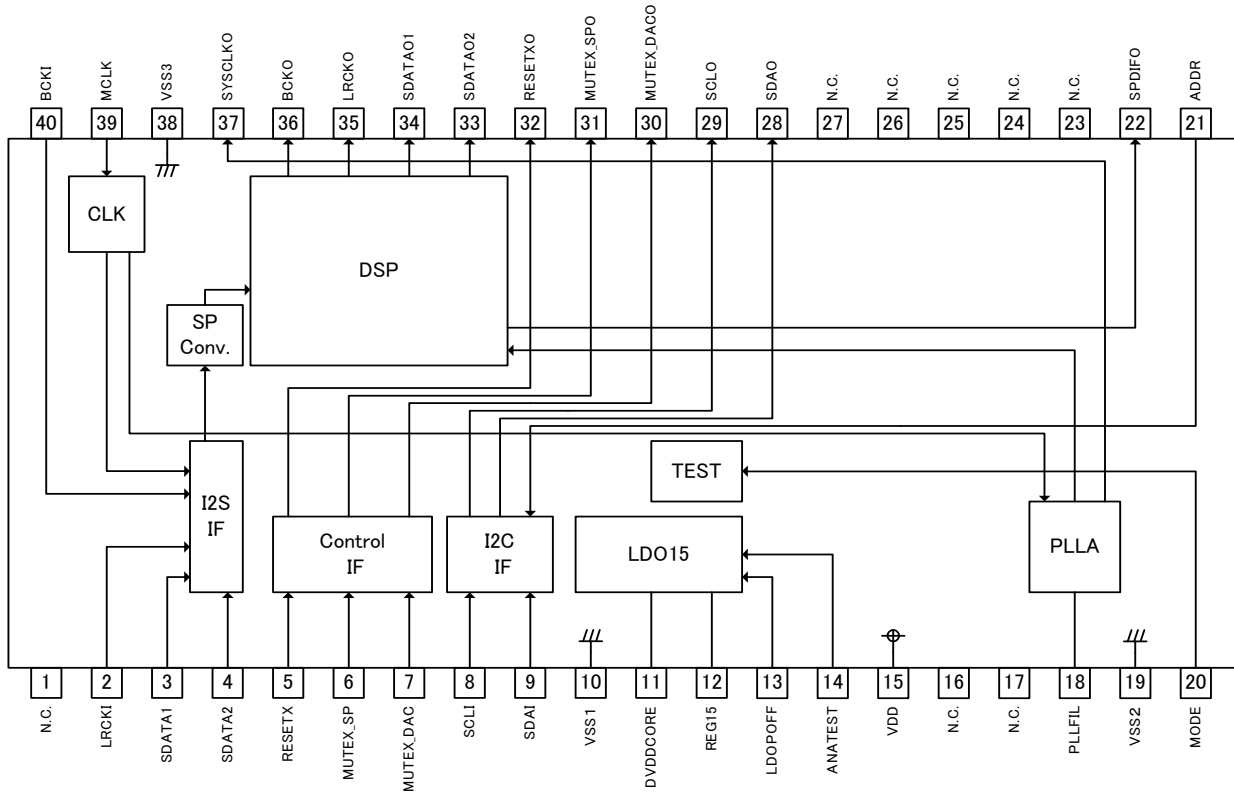 BCKI
MCLK
VSS3
SYSCLKO
BCKO
LRCKO
SDATAO1
SDATAO2
RESETXO
MUTEX_SPO
MUTEX_DACO
SCLO
SDAO
N.C.
N.C.
N.C.
N.C.
N.C.
SPDIFO
ADDR
40
39
38
37
36
35
34
33
32
31
30
29
28
27
26
25
24
23
22
21
CLK
DSP
SP
Conv.
I2S
IF
Control
IF
I2C
IF
TEST
LDO15
PLLA
1
2
3
4
5
6
7
8
9
10
11
12
13
14
15
16
17
18
19
20
N.C.
LRCKI
SDATA1
SDATA2
RESETX
MUTEX_SP
MUTEX_DAC
SCLI
SDAI
VSS1
DVDDCORE
REG15
LDOPOFF
ANATEST
VDD
N.C.
N.C.
PLLFIL
VSS2
MODE